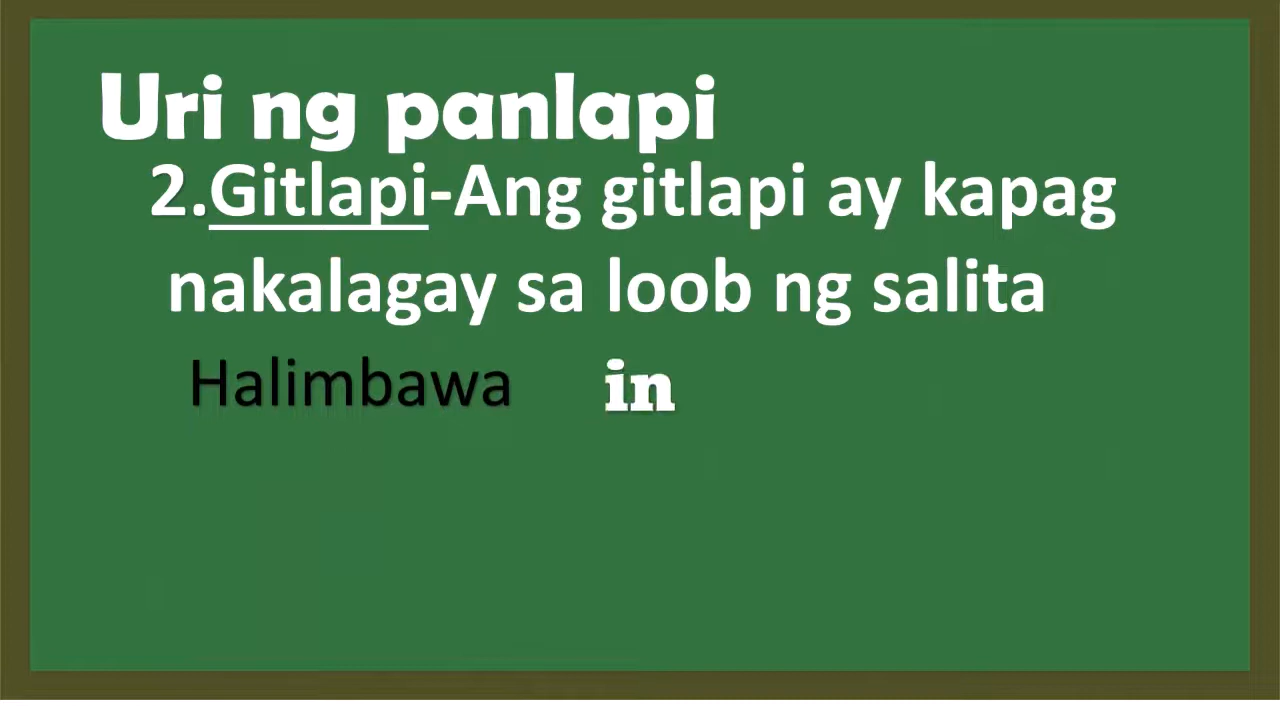 Uri ng panlapi
2.Gitlapi-Ang gitlapi ay kapag
nakalagay sa loob ng salita
Halimbawa in